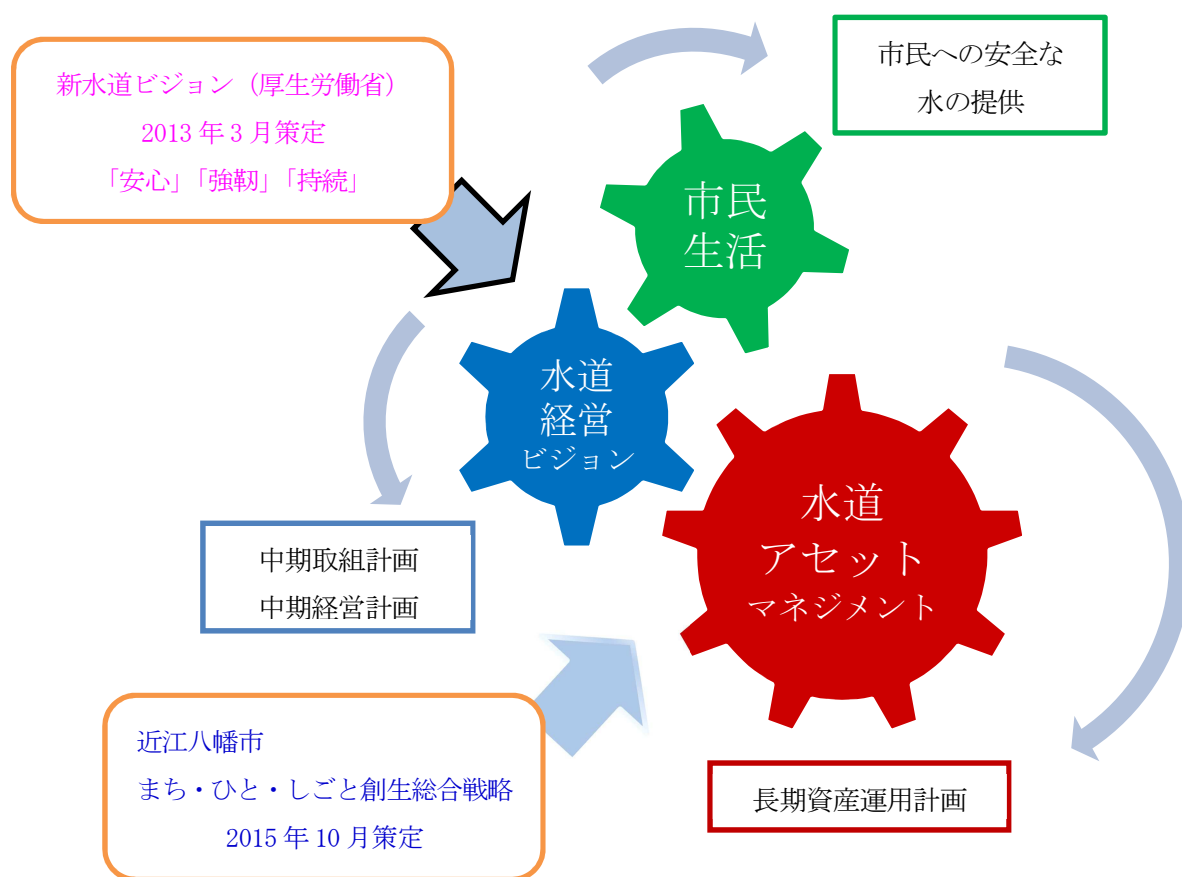 新水道ビジョン（厚生労働省）
2013 年 3 月策定
「安心」「強靭」「持続」
市民への安全な
水の提供
市民
生活
水道
経営
ビジョン
水道
アセット
マネジメント
中期取組計画
中期経営計画
近江八幡市
まち・ひと・しごと創生総合戦略
2015 年 10 月策定
長期資産運用計画